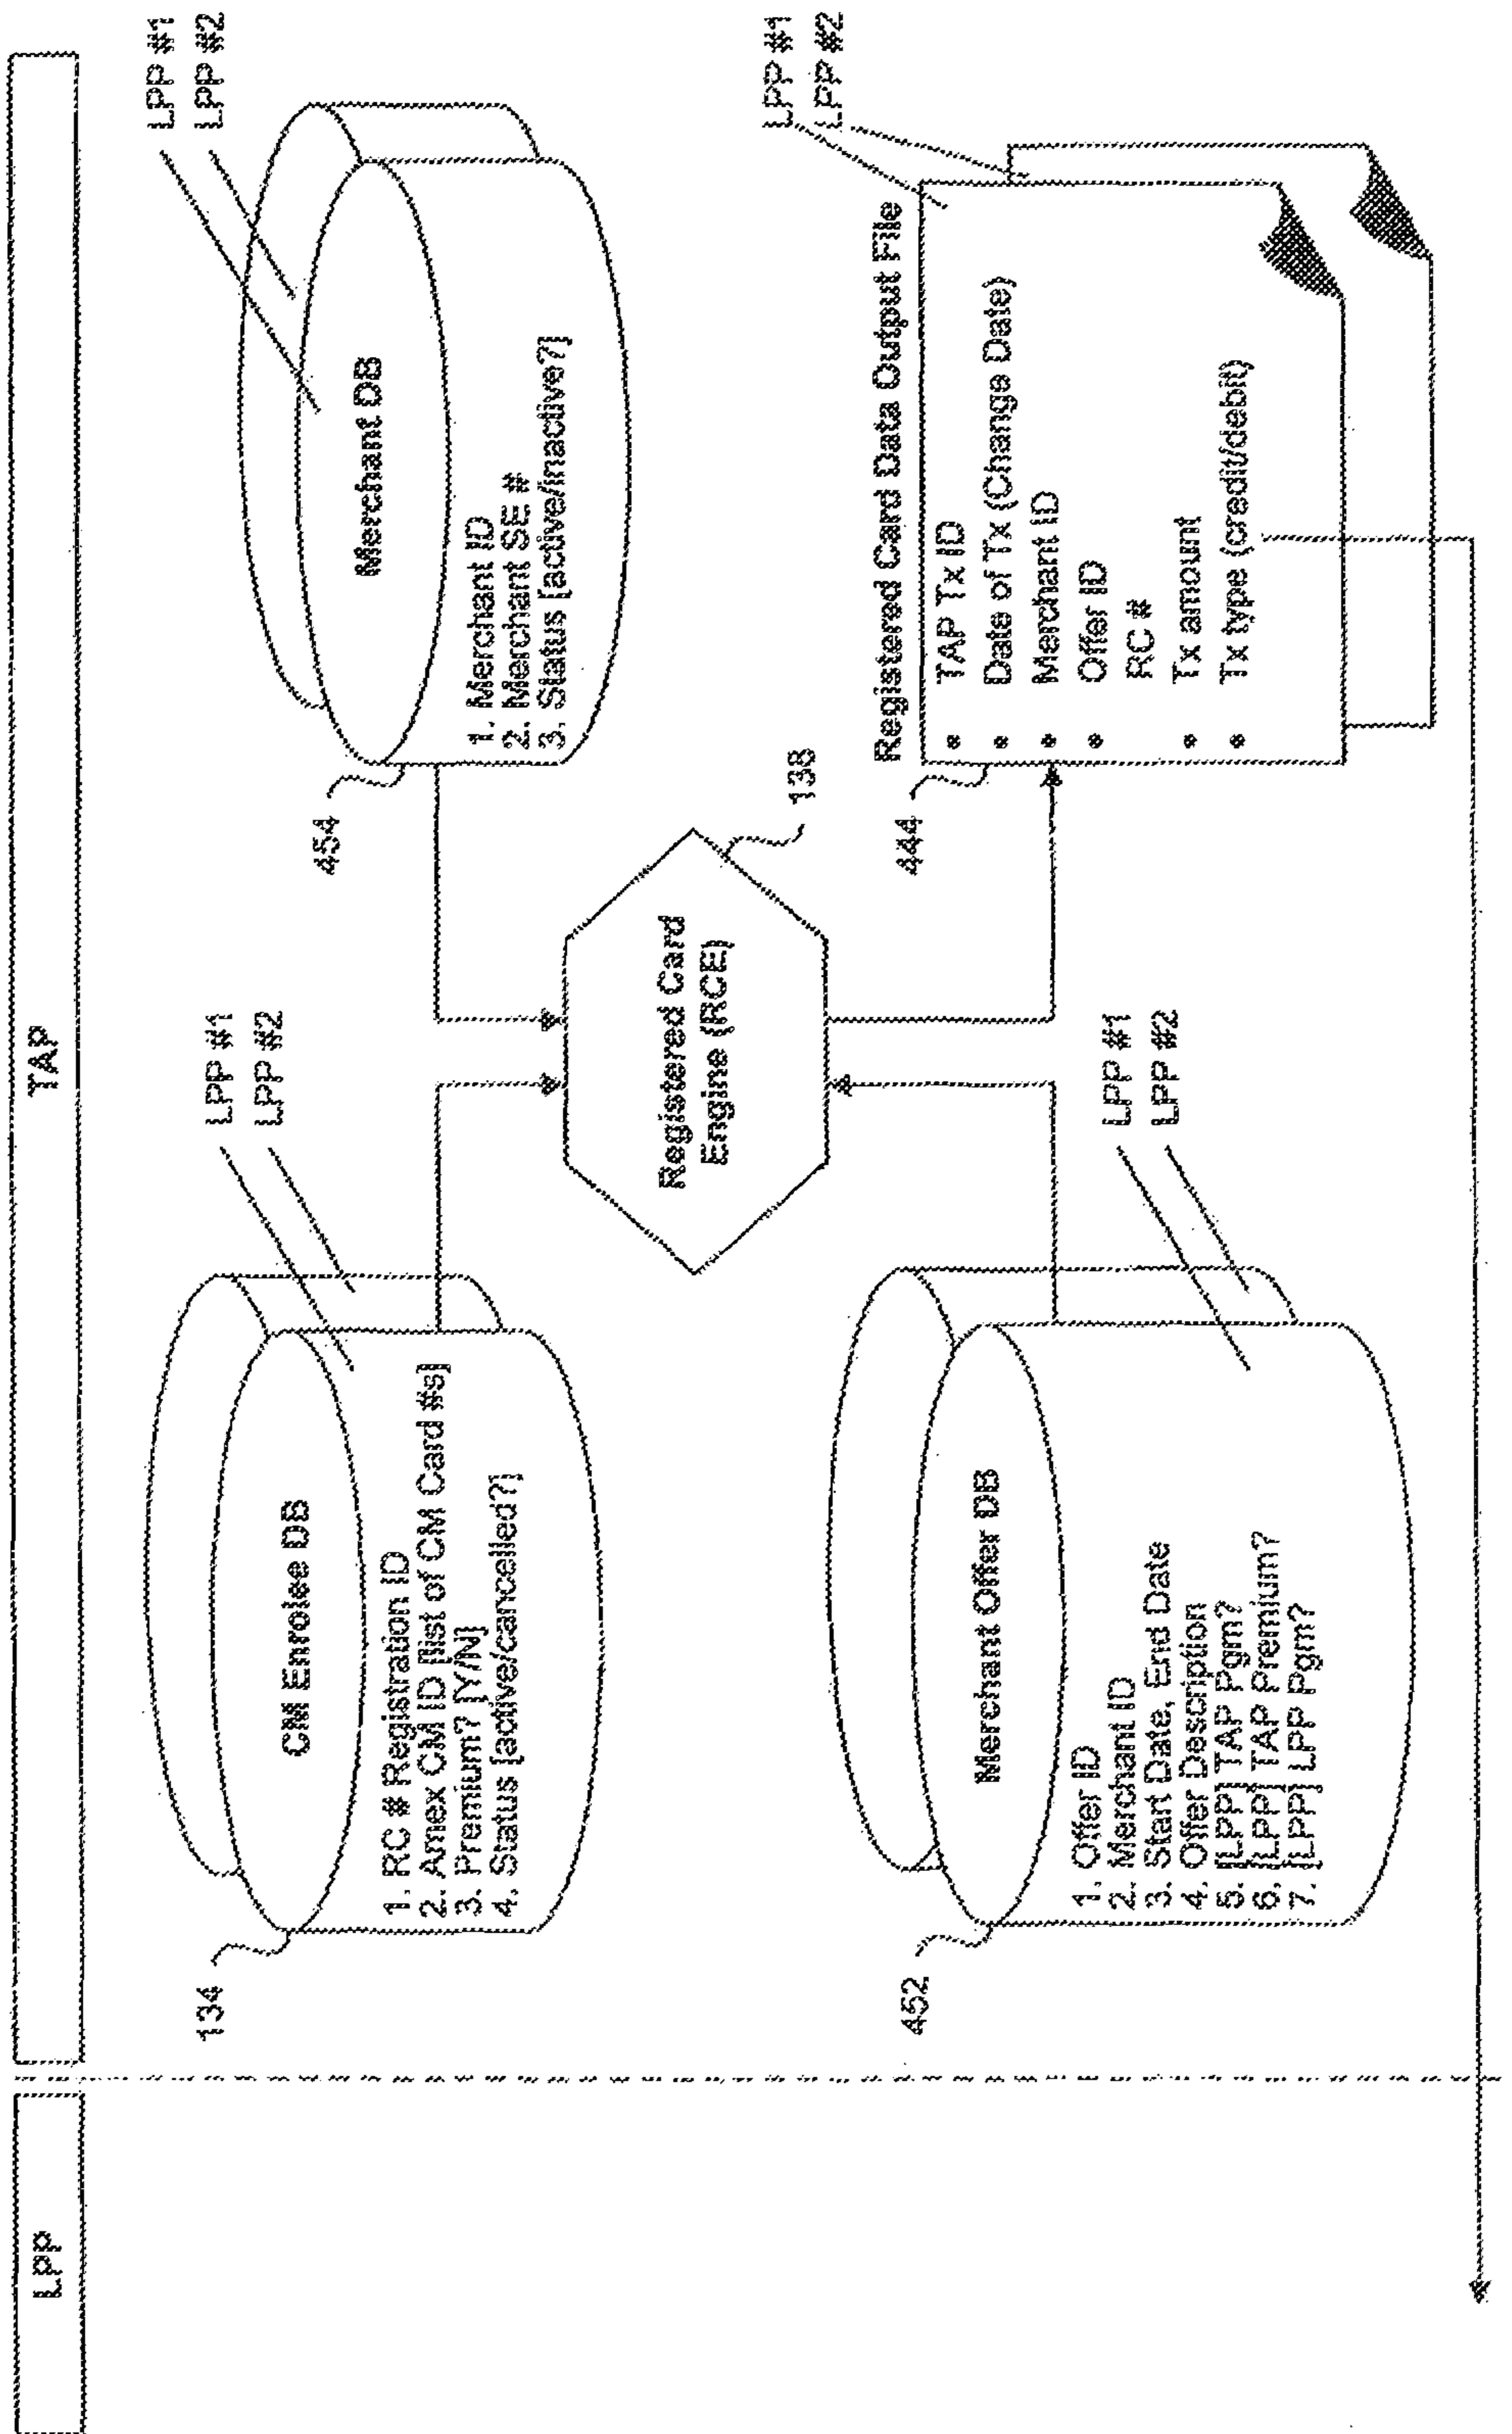 LPP
TAP
134
CM Enrolee DB
1. RC # Registration ID
2. Amex CM ID [list of CM Card #s]
3. Premium? [Y/N]
4. Status [active/cancelled?]
LPP #1
LPP #2
454
Merchant DB
1. Merchant ID
2. Merchant SE #
3. Status [active/inactive?]
LPP #1
LPP #2
Registered Card
Engine (RCE)
138
452
Merchant Offer DB
1. Offer ID
2. Merchant ID
3. Start Date, End Date
4. Offer Description
5. [LPP] TAP Pgm?
6. [LPP] TAP Premium?
7. [LPP] LPP Pgm?
LPP #1
LPP #2
444
Registered Card Data Output File
• TAP Tx ID
• Date of Tx (Change Date)
• Merchant ID
• Offer ID
RC #
• Tx amount
• Tx type (credit/debit)
LPP #1
LPP #2